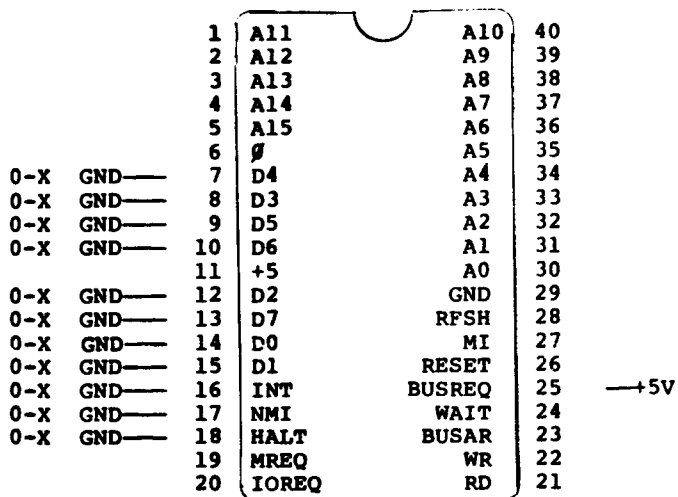 1 A11 A10 40
2 A12 A9 39
3 A13 A8 38
4 A14 A7 37
5 A15 A6 36
6 Ø A5 35
0-X GND 7 D4 A4 34
0-X GND 8 D3 A3 33
0-X GND 9 D5 A2 32
0-X GND 10 D6 A1 31
11 +5 A0 30
0-X GND 12 D2 GND 29
0-X GND 13 D7 RFSH 28
0-X GND 14 D0 MI 27
0-X GND 15 D1 RESET 26
0-X GND 16 INT BUSREQ 25 +5V
0-X GND 17 NMI WAIT 24
0-X GND 18 HALT BUSAR 23
19 MREQ WR 22
20 IOREQ RD 21